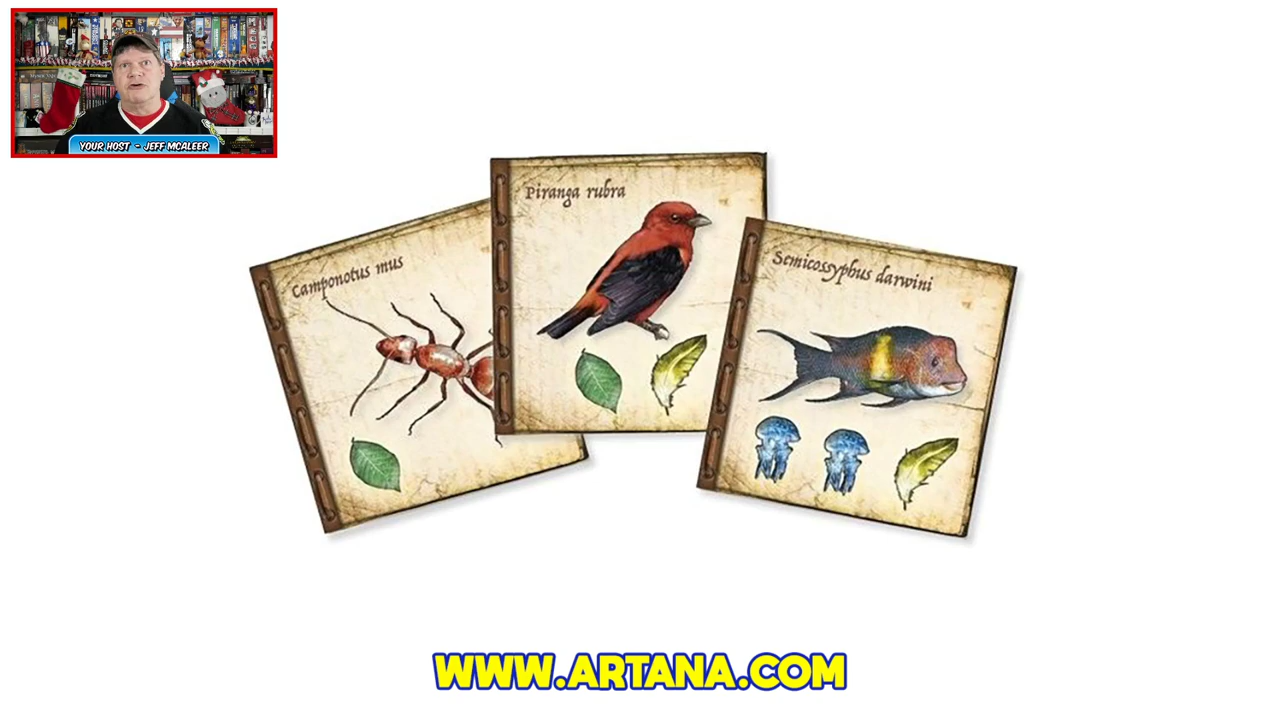 YOUR HOST - JEFF MCALEER
Piranga rubra
Camponotus mus
Semicossyphus darwini
WWW.ARTANA.COM